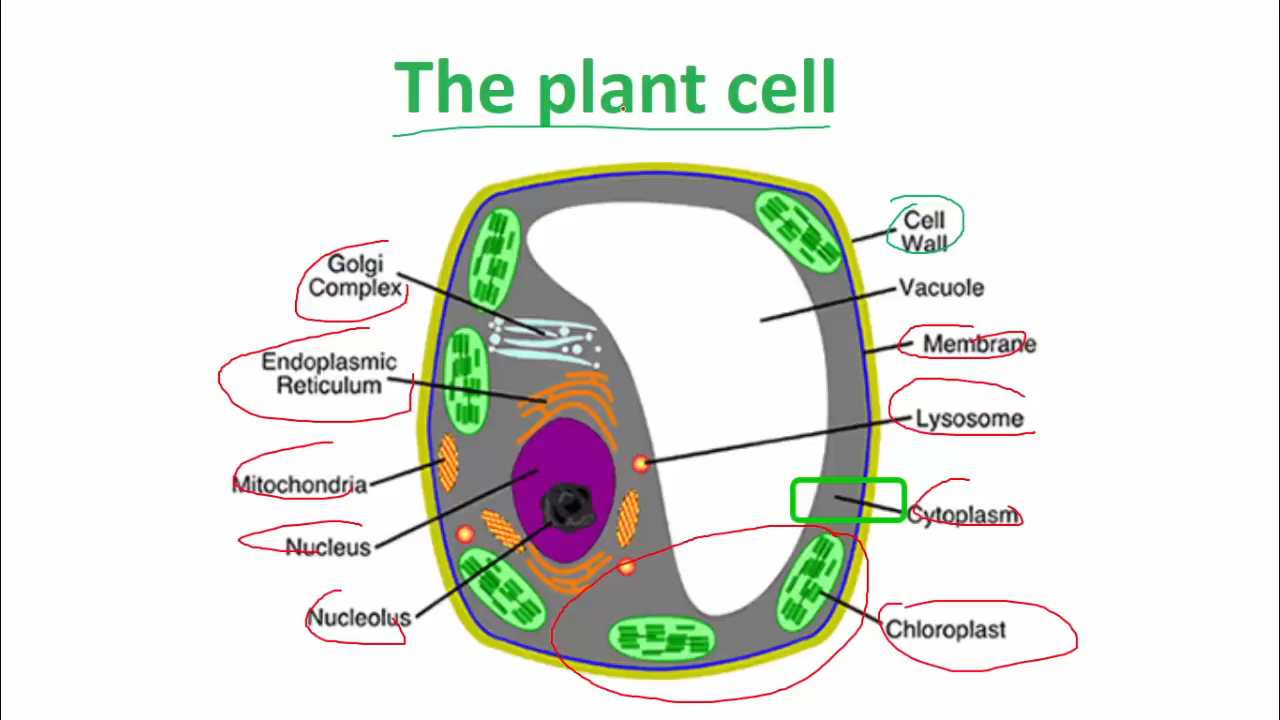 The plant cell
Golgi
Complex
Endoplasmic
Reticulum
Mitochondria
Nucleus
Nucleolus
Cell
Wall
Vacuole
Membrane
Lysosome
Cytoplasm
Chloroplast